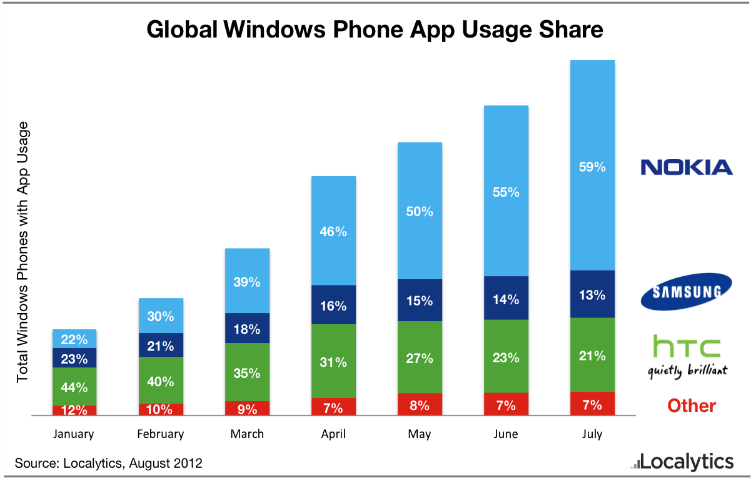 Global Windows Phone App Usage Share
Total Windows Phones with App Usage
22%
23%
44%
12%
30%
21%
40%
10%
39%
18%
35%
9%
46%
16%
31%
7%
50%
15%
27%
8%
55%
14%
23%
7%
59%
13%
21%
7%
NOKIA
SAMSUNG
hTC
quietly brilliant
Other
January February March April May June July
Source: Localytics, August 2012
Localytics